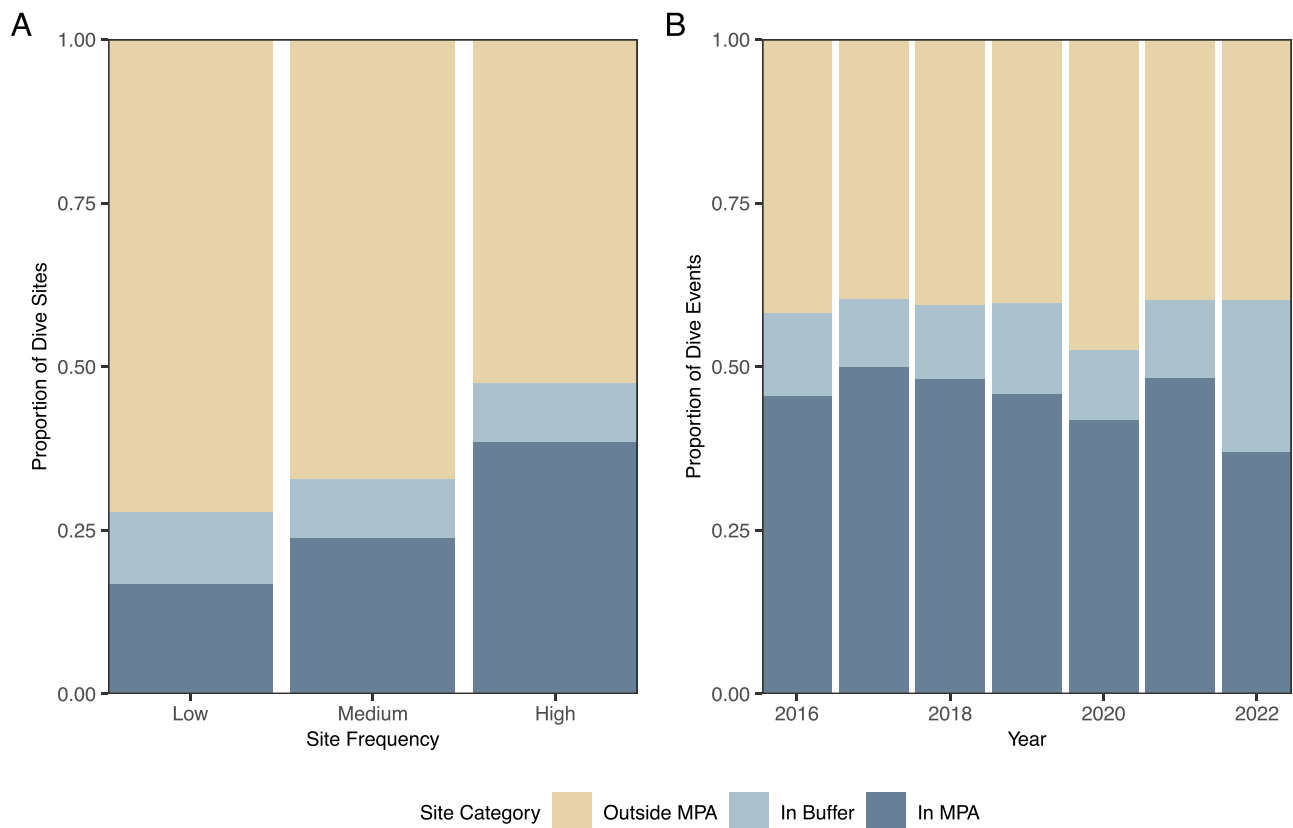 A
1.00
0.75
0.50
0.25
0.00
Proportion of Dive Sites
Low Medium High
Site Frequency
B
1.00
0.75
0.50
0.25
0.00
Proportion of Dive Events
2016 2018 2020 2022
Year
Site Category Outside MPA In Buffer In MPA